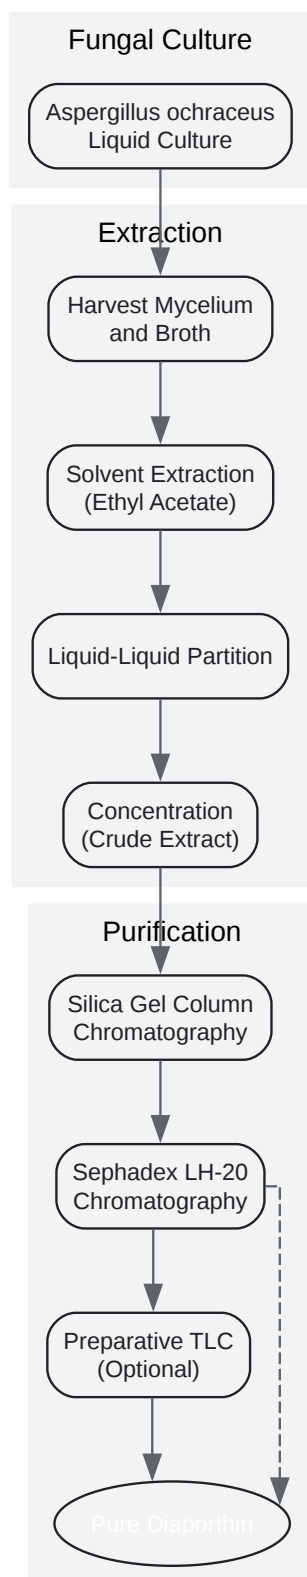 Fungal Culture
Aspergillus ochraceus
Liquid Culture
Extraction
Harvest Mycelium
and Broth
Solvent Extraction
(Ethyl Acetate)
Liquid-Liquid Partition
Concentration
(Crude Extract)
Purification
Silica Gel Column
Chromatography
Sephadex LH-20
Chromatography
Preparative TLC
(Optional)
Pure Diaporthin